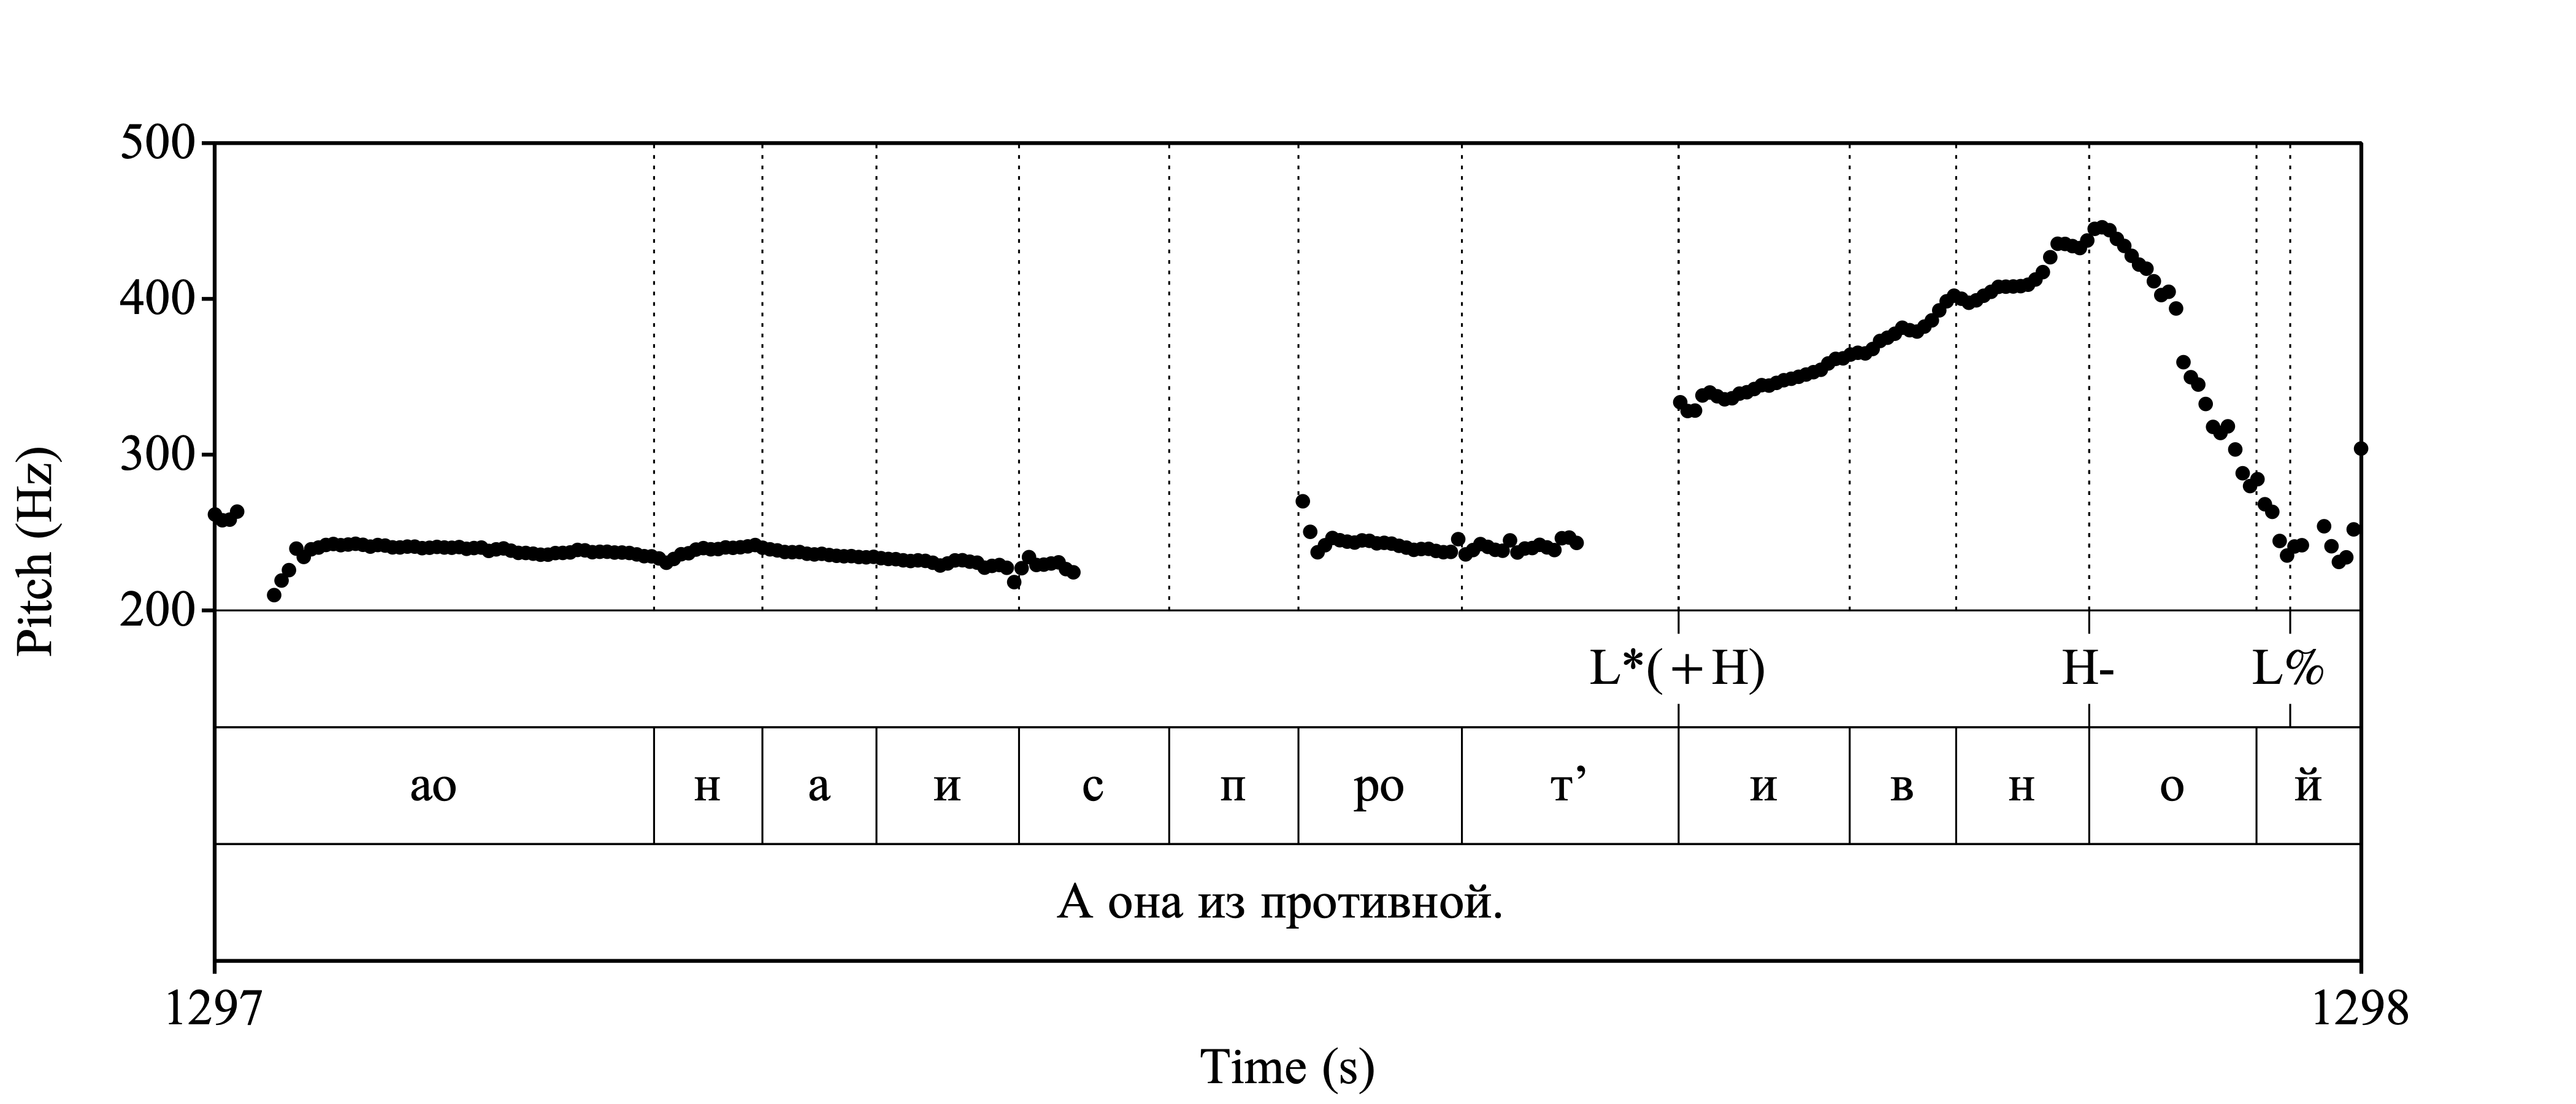 500
400
300
200
Pitch (Hz)
L*(+H) H- L%
ао н а и с п ро т’ и в н о й
А она из противной.
1297 1298
Time (s)